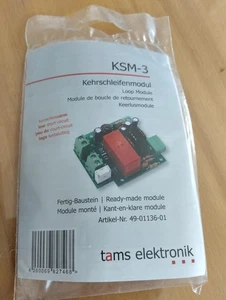 KSM-3
Kehrschleifenmodul
Loop Module
Module de boucle de retournement
Keerlusmodule
Fertig-Baustein | Ready-made module
Module monté | Kant-en-klare module
Artikel-Nr. 49-01136-01
tams elektronik